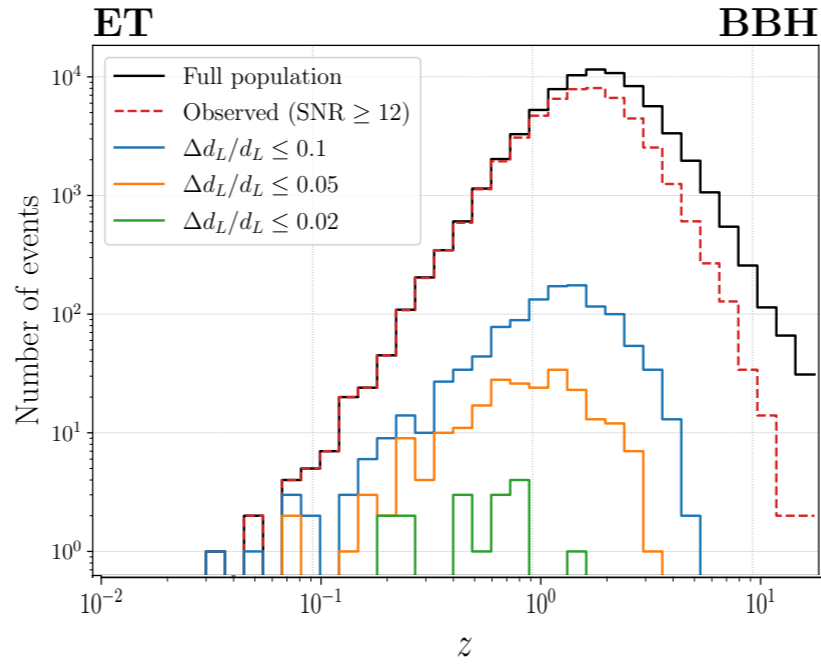 ET BBH
Full population
Observed (SNR ≥ 12)
Δd_L/d_L ≤ 0.1
Δd_L/d_L ≤ 0.05
Δd_L/d_L ≤ 0.02
Number of events
10^4
10^3
10^2
10^1
10^0
10^−2 10^−1 10^0 10^1
z